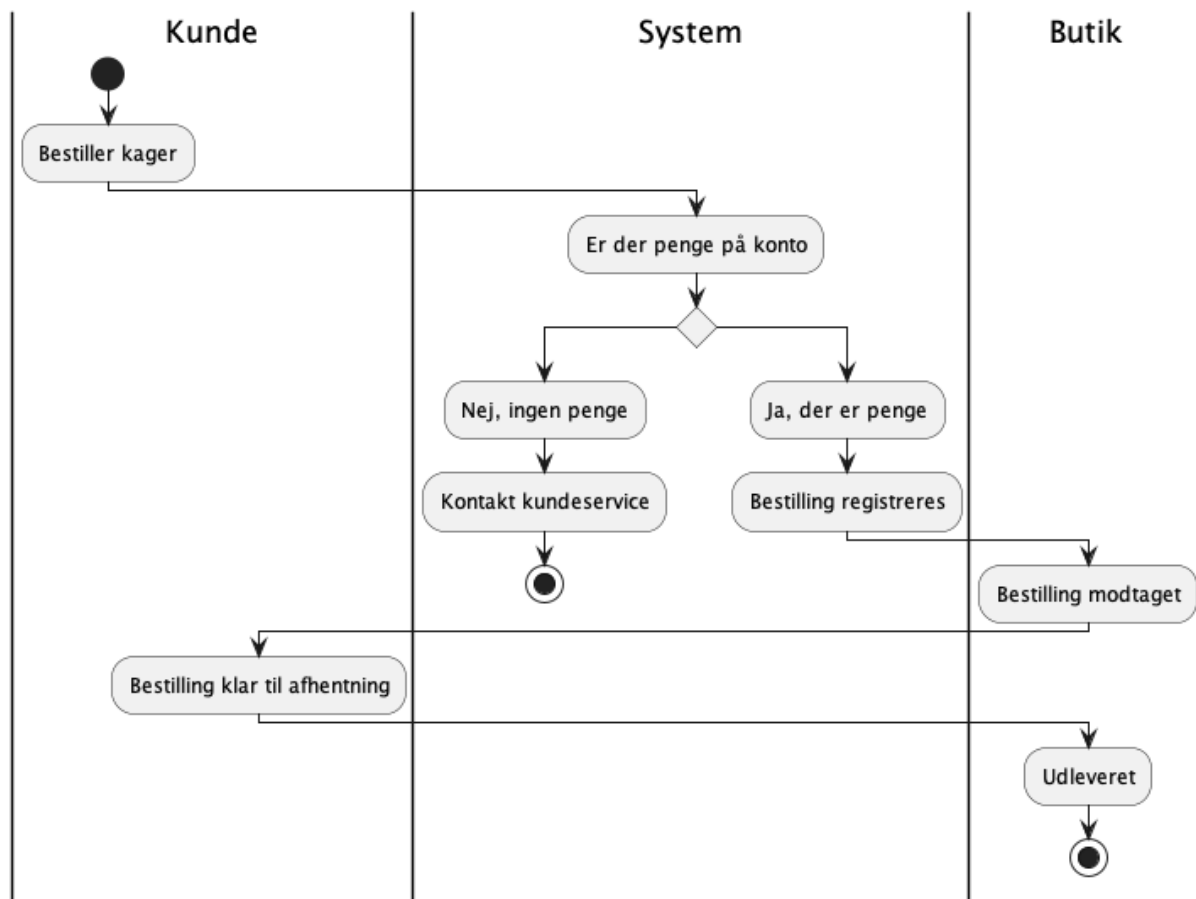 Kunde
System
Butik
Bestiller kager
Er der penge på konto
Nej, ingen penge
Ja, der er penge
Kontakt kundeservice
Bestilling registreres
Bestilling modtaget
Bestilling klar til afhentning
Udleveret